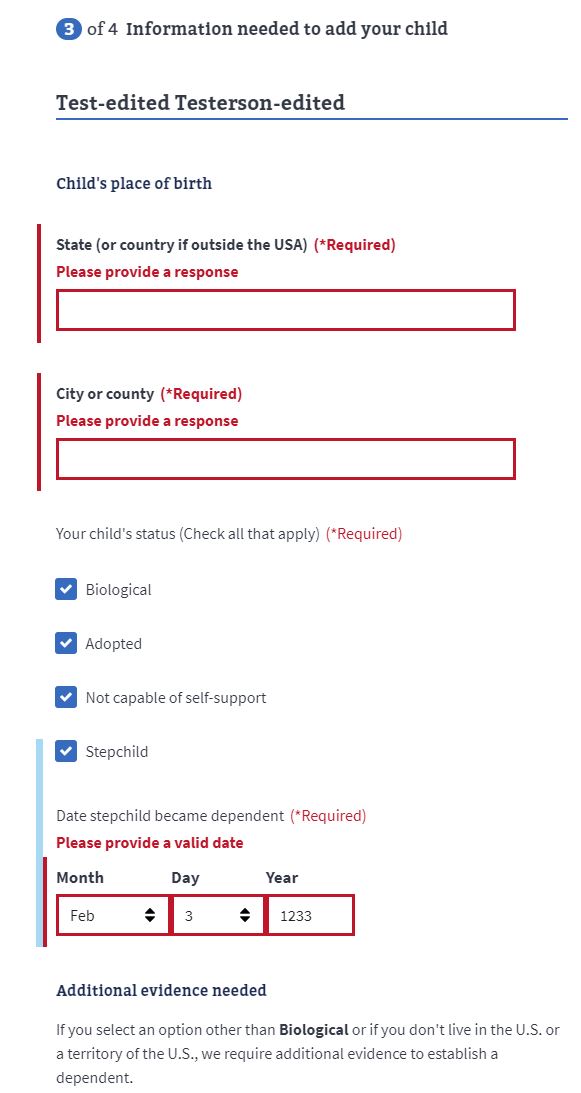 3 of 4 Information needed to add your child
Test-edited Testerson-edited
Child's place of birth
State (or country if outside the USA) (*Required)
Please provide a response
City or county (*Required)
Please provide a response
Your child's status (Check all that apply) (*Required)
Biological
Adopted
Not capable of self-support
Stepchild
Date stepchild became dependent (*Required)
Please provide a valid date
Month Day Year
Feb 3 1233
Additional evidence needed
If you select an option other than Biological or if you don't live in the U.S. or
a territory of the U.S., we require additional evidence to establish a
dependent.